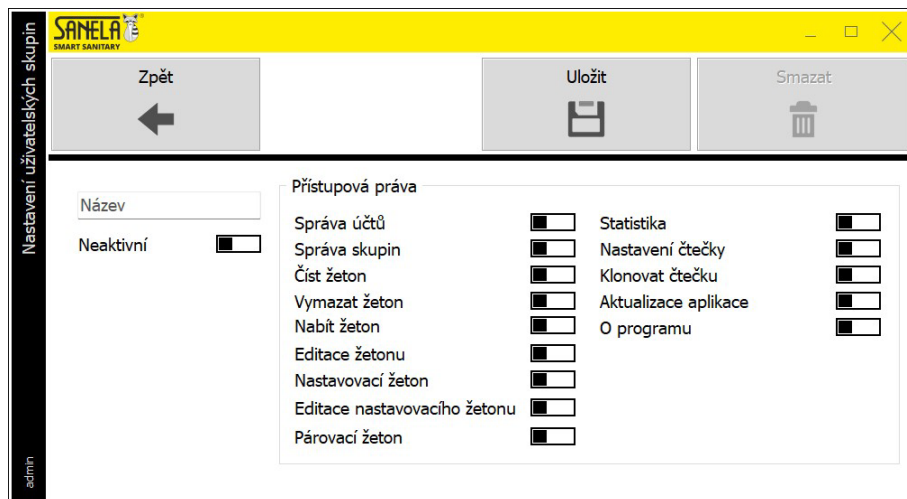 Nastavení uživatelských skupin
admin
SANELA
SMART SANITARY
Zpět
Uložit
Smazat
Název
Neaktivní
Přístupová práva
Správa účtů
Správa skupin
Číst žeton
Vymazat žeton
Nabít žeton
Editace žetonu
Nastavovací žeton
Editace nastavovacího žetonu
Párovací žeton
Statistika
Nastavení čtečky
Klonovat čtečku
Aktualizace aplikace
O programu